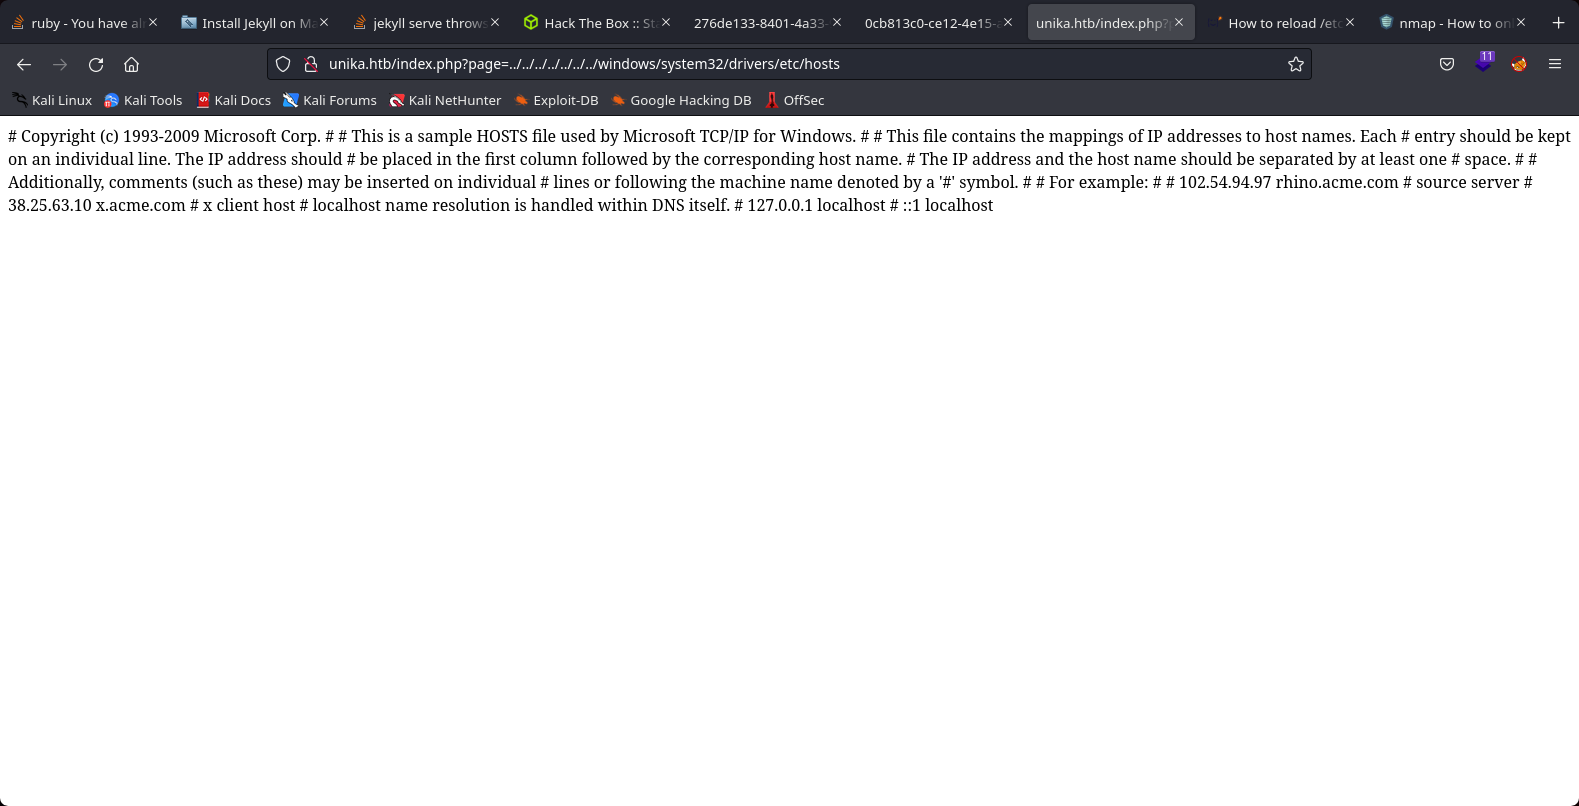 ruby - You have al
Install Jekyll on Ma
jekyll serve throws
Hack The Box :: Sta
276de133-8401-4a33-
0cb813c0-ce12-4e15-a
unika.htb/index.php?p
How to reload /etc
nmap - How to on
unika.htb/index.php?page=../../../../../../../../windows/system32/drivers/etc/hosts
11
Kali Linux
Kali Tools
Kali Docs
Kali Forums
Kali NetHunter
Exploit-DB
Google Hacking DB
OffSec
# Copyright (c) 1993-2009 Microsoft Corp. # # This is a sample HOSTS file used by Microsoft TCP/IP for Windows. # # This file contains the mappings of IP addresses to host names. Each # entry should be kept
on an individual line. The IP address should # be placed in the first column followed by the corresponding host name. # The IP address and the host name should be separated by at least one # space. # #
Additionally, comments (such as these) may be inserted on individual # lines or following the machine name denoted by a '#' symbol. # # For example: # # 102.54.94.97 rhino.acme.com # source server #
38.25.63.10 x.acme.com # x client host # localhost name resolution is handled within DNS itself. # 127.0.0.1 localhost # ::1 localhost